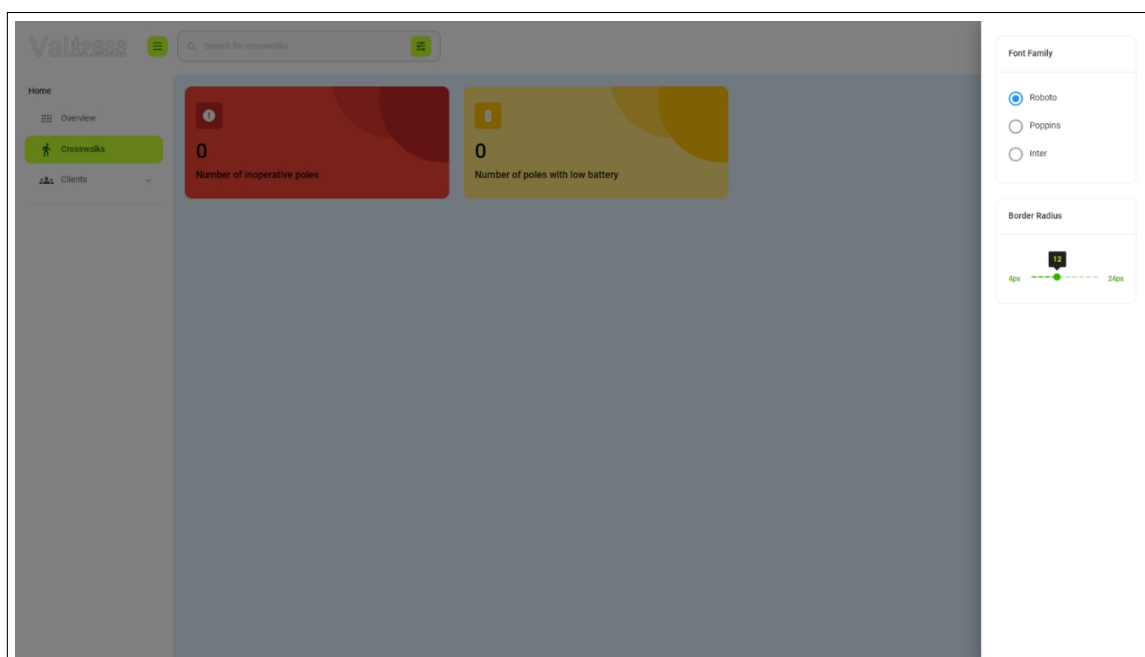 Search for crosswalks
Home
Overview
Crosswalks
Clients
0
Number of inoperative poles
0
Number of poles with low battery
Font Family
Roboto
Poppins
Inter
Border Radius
12
4px
24px